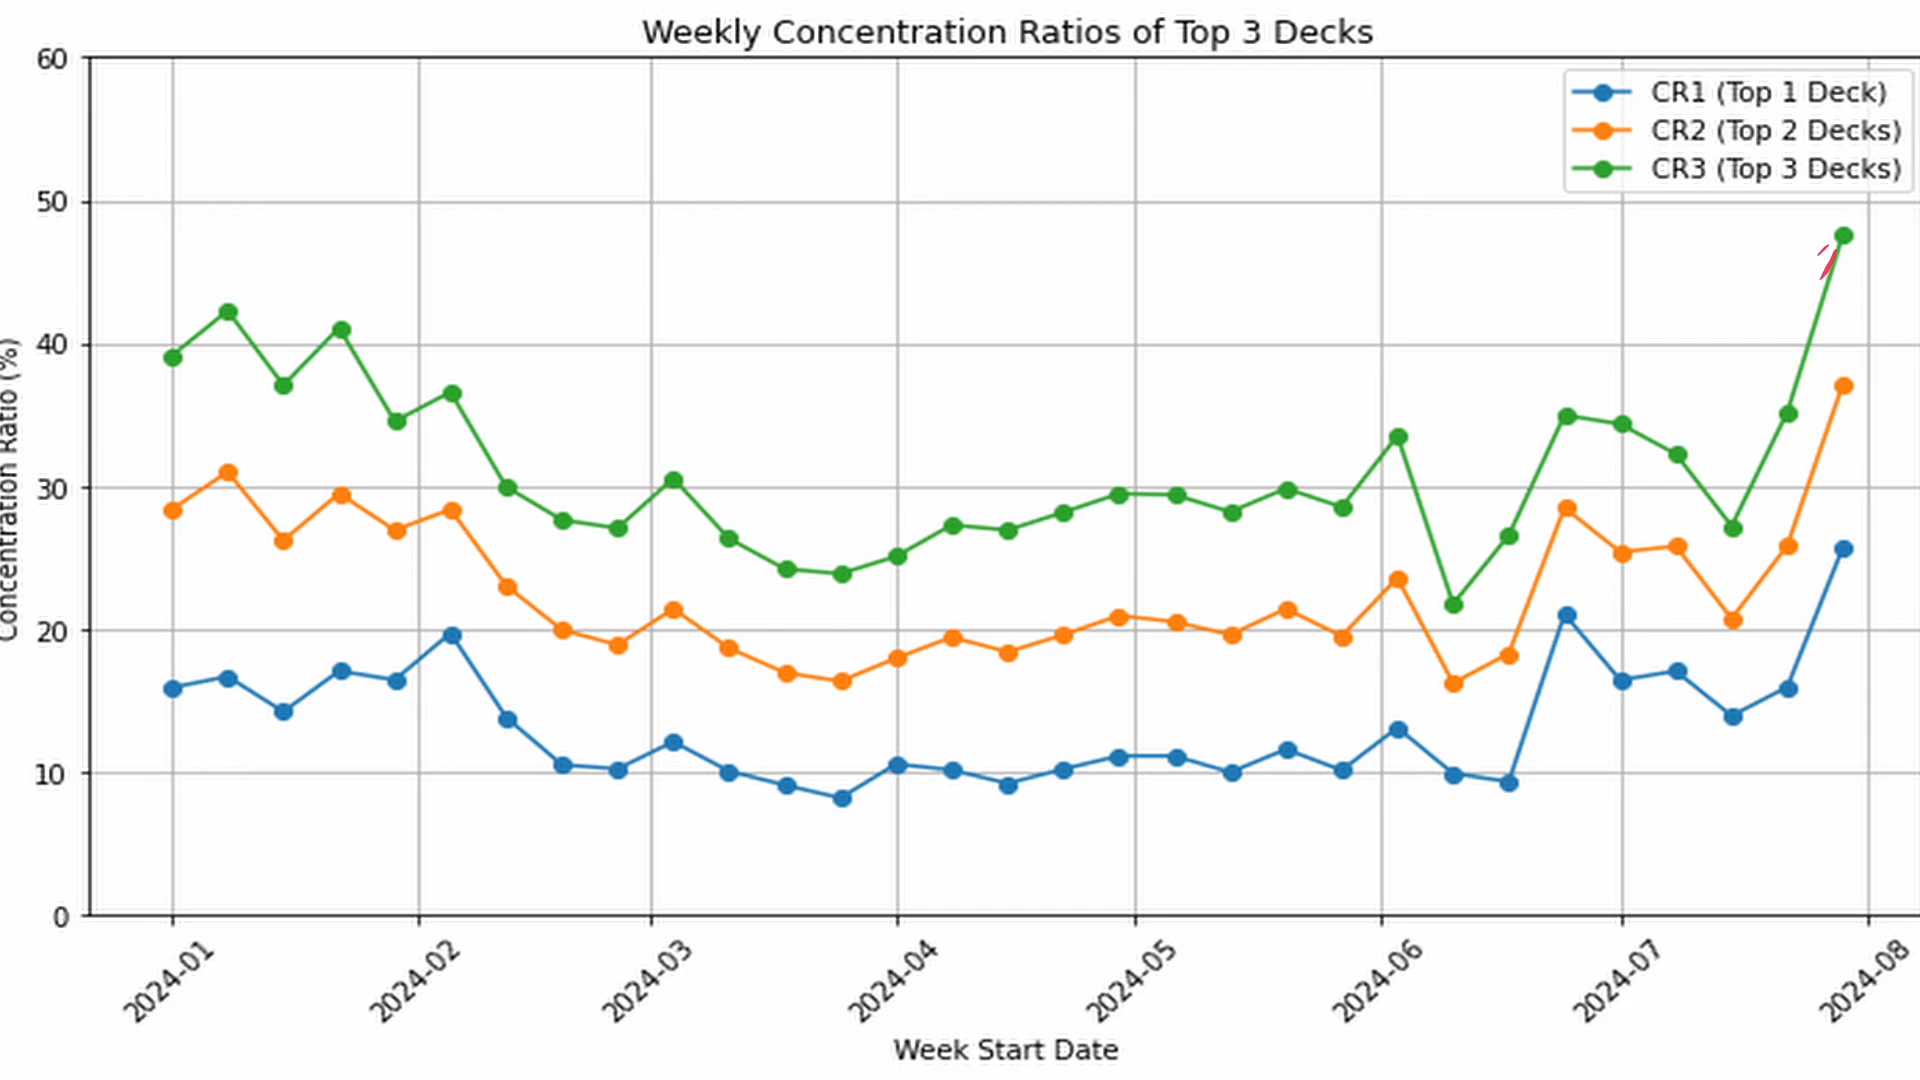 Weekly Concentration Ratios of Top 3 Decks
CR1 (Top 1 Deck)
CR2 (Top 2 Decks)
CR3 (Top 3 Decks)
60
50
40
30
20
10
0
Concentration Ratio (%)
2024-01
2024-02
2024-03
2024-04
2024-05
2024-06
2024-07
2024-08
Week Start Date